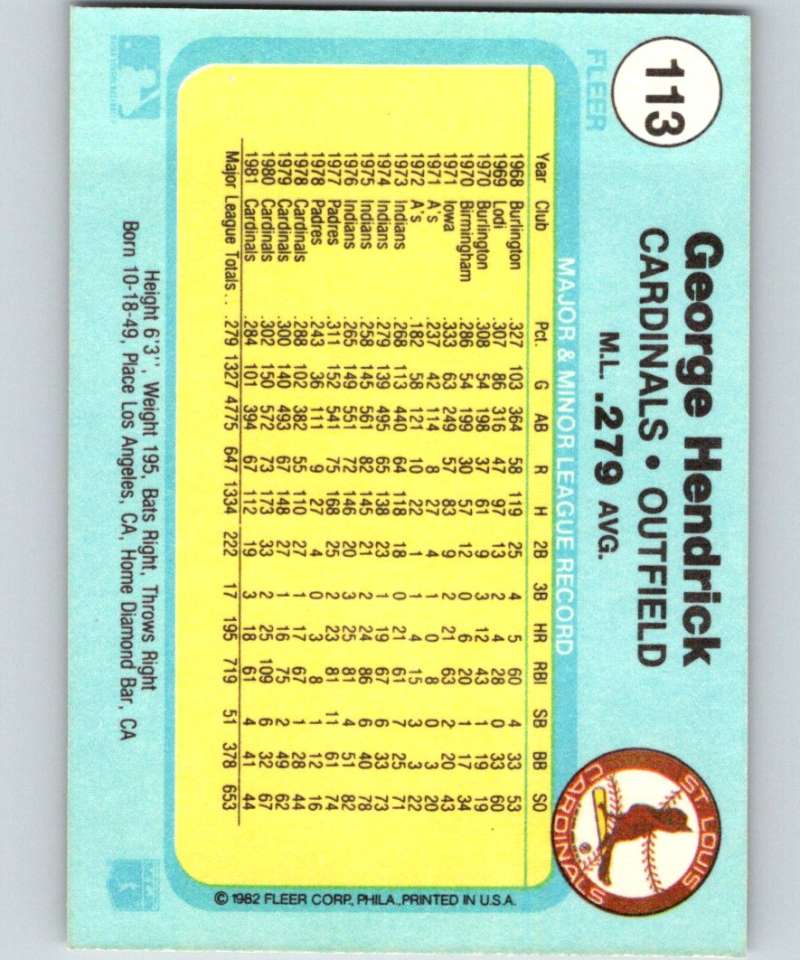 113
FLEER
George Hendrick
CARDINALS • OUTFIELD
M.L. .279 AVG.
ST. LOUIS
CARDINALS
MAJOR & MINOR LEAGUE RECORD
Year Club Pct. G AB R H 2B 3B HR RBI SB BB SO
1968 Burlington .327 103 364 58 119 25 4 5 60 4 33 53
1969 Lodi .307 86 316 47 97 13 2 4 28 0 33 60
1970 Burlington .308 54 198 37 61 9 3 12 43 1 19 19
1970 Birmingham .286 54 199 30 57 12 0 6 20 1 17 34
1971 Iowa .333 63 249 57 83 9 2 21 63 2 20 43
1971 A's .237 42 114 8 27 4 1 0 8 0 3 20
1972 A's .182 58 121 10 22 1 1 4 15 3 3 22
1973 Indians .268 113 440 64 118 18 0 21 61 7 25 71
1974 Indians .279 139 495 65 138 23 1 19 67 6 33 73
1975 Indians .258 145 561 82 145 21 2 24 86 6 40 78
1976 Indians .265 149 551 72 146 20 3 25 81 4 51 82
1977 Padres .311 152 541 75 168 25 2 23 81 11 61 74
1978 Padres .243 36 111 9 27 4 0 3 8 1 12 16
1978 Cardinals .288 102 382 55 110 27 1 17 67 1 28 44
1979 Cardinals .300 140 493 67 148 27 1 16 75 2 49 62
1980 Cardinals .302 150 572 73 173 33 2 25 109 6 32 67
1981 Cardinals .284 101 394 67 112 19 3 18 61 4 41 44
Major League Totals . . .279 1327 4775 647 1334 222 17 195 719 51 378 653
© 1982 FLEER CORP., PHILA., PRINTED IN U.S.A.
Height 6'3", Weight 195, Bats Right, Throws Right
Born 10-18-49, Place Los Angeles, CA, Home Diamond Bar, CA